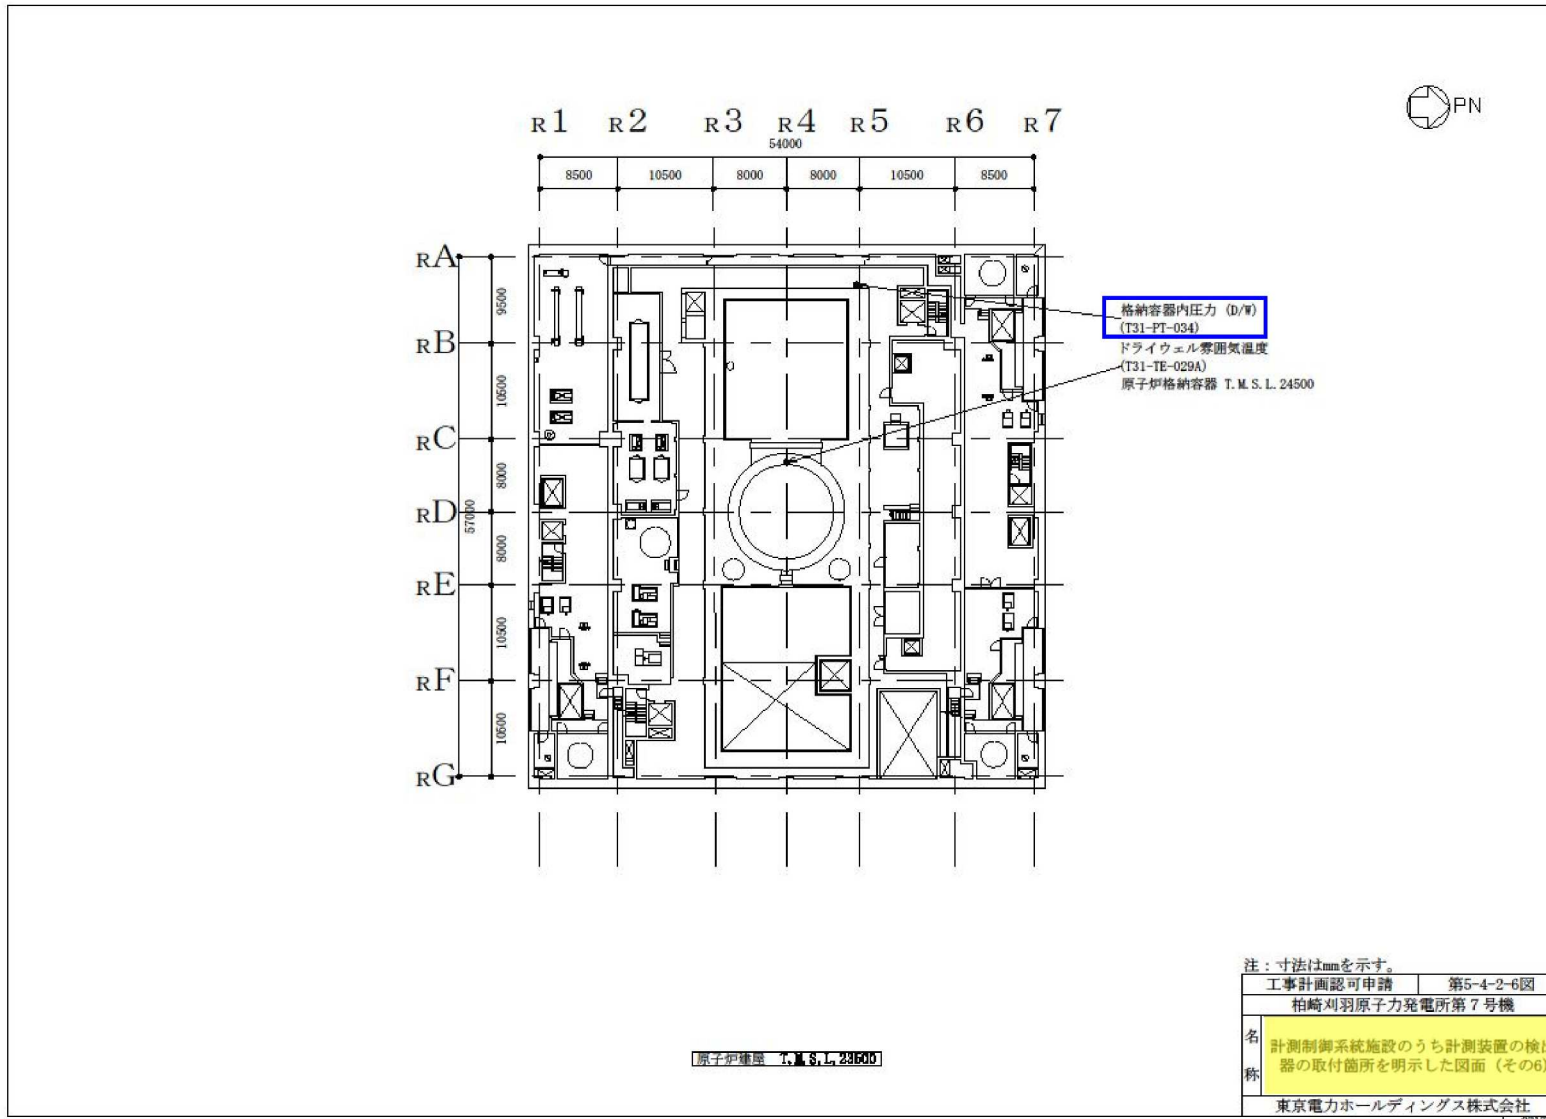 PN
R1 R2 R3 R4 R5 R6 R7
54000
8500 10500 8000 8000 10500 8500
RA
9500
RB
10500
RC
8000
RD
57000
8000
RE
10500
RF
10500
RG
格納容器内圧力 (D/W)
(T31-PT-034)
ドライウェル雰囲気温度
(T31-TE-029A)
原子炉格納容器 T.M.S.L.24500
原子炉建屋 T.M.S.L.23500
注：寸法は㎜を示す。
工事計画認可申請 第5-4-2-6図
柏崎刈羽原子力発電所第７号機
名称
計測制御系統施設のうち計測装置の検出
器の取付箇所を明示した図面（その6）
東京電力ホールディングス株式会社